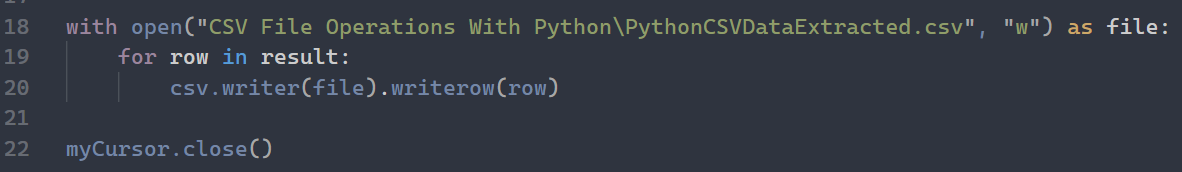 18 with open("CSV File Operations With Python\PythonCSVDataExtracted.csv", "w") as file:
19     for row in result:
20         csv.writer(file).writerow(row)
21
22 myCursor.close()